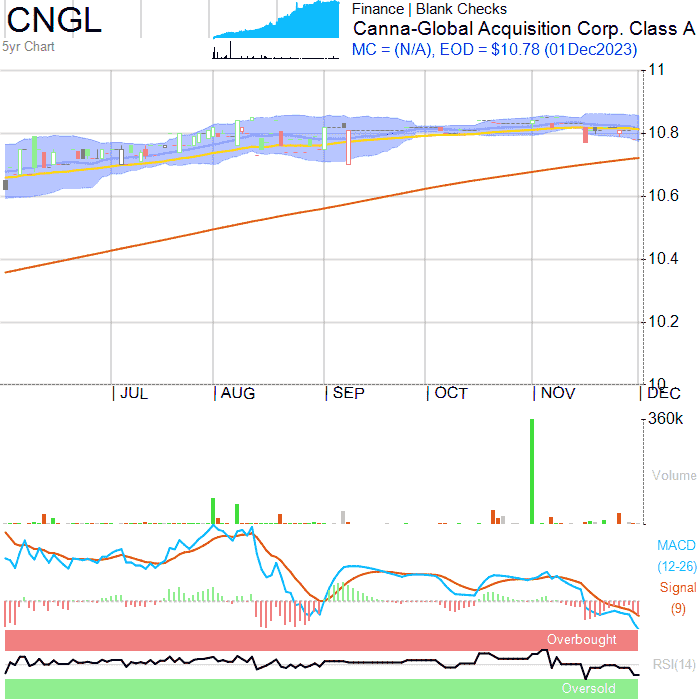 CNGL
5yr Chart
Finance | Blank Checks
Canna-Global Acquisition Corp. Class A
MC = (N/A), EOD = $10.78 (01Dec2023)
11
10.8
10.6
10.4
10.2
10
JUL AUG SEP OCT NOV DEC
360k
Volume
MACD
(12-26)
Signal
(9)
Overbought
RSI(14)
Oversold